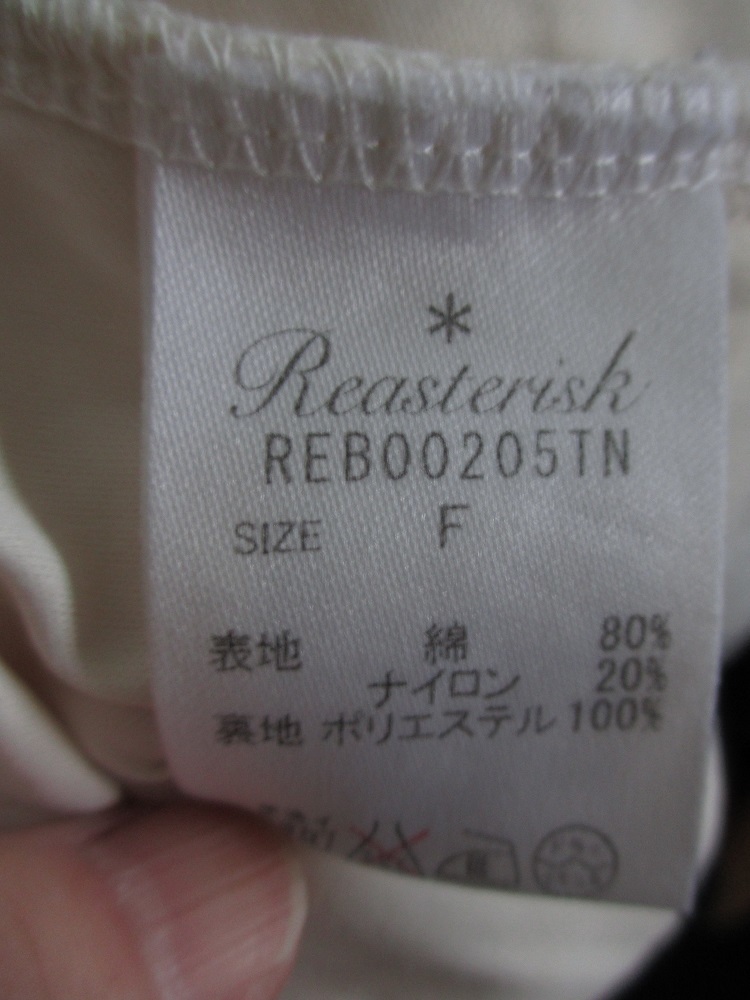 *
Reasterisk
REB00205TN
SIZE F
表地 綿 80%
ナイロン 20%
裏地 ポリエステル 100%